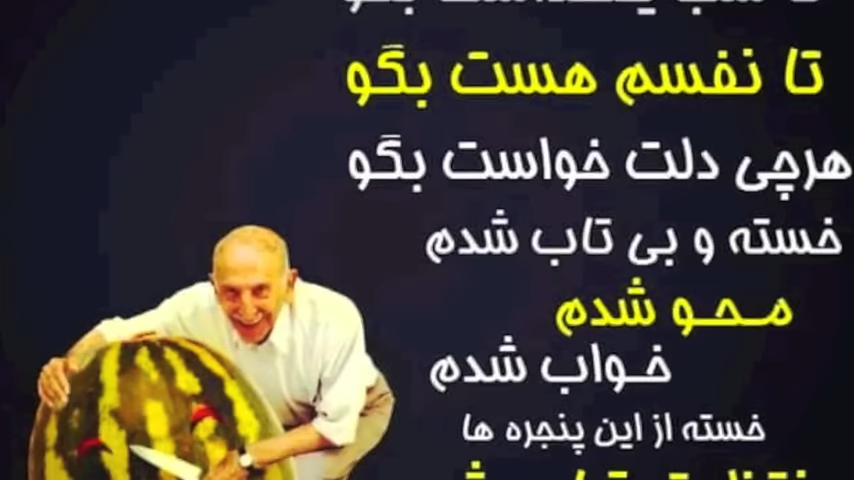 بگو
تا نفسم هست بگو
هرچی دلت خواست بگو
خسته و بی تاب شدم
محو شدم
خواب شدم
خسته از این پنجره ها